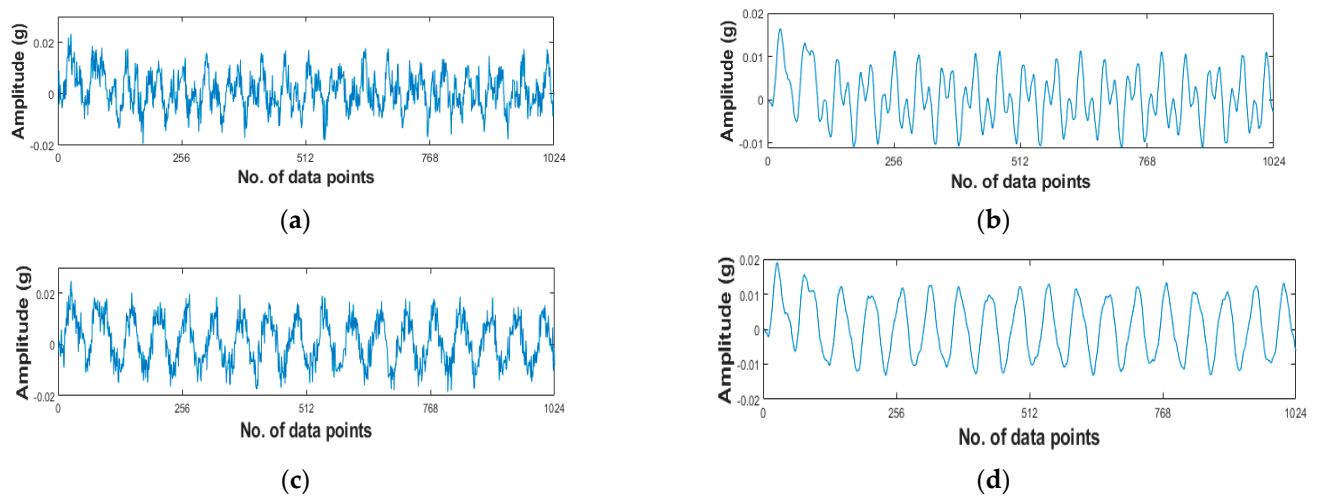 Amplitude (g)
0.02
0
-0.02
0
256
512
768
1024
No. of data points
(a)
Amplitude (g)
0.02
0.01
0
-0.01
0
256
512
768
1024
No. of data points
(b)
Amplitude (g)
0.02
0
-0.02
0
256
512
768
1024
No. of data points
(c)
Amplitude (g)
0.02
0.01
0
-0.01
-0.02
0
256
512
768
1024
No. of data points
(d)